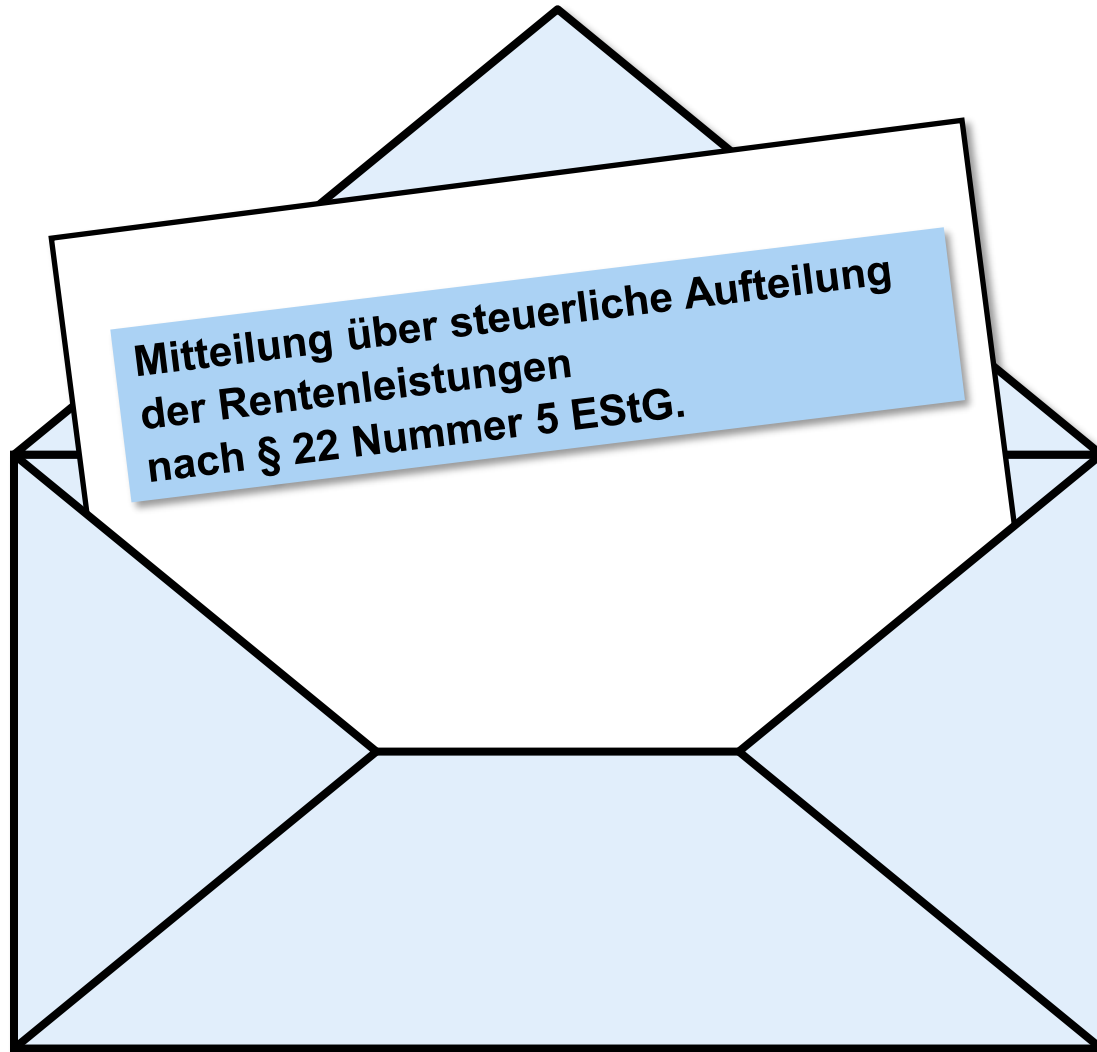 Mitteilung über steuerliche Aufteilung
der Rentenleistungen
nach § 22 Nummer 5 EStG.